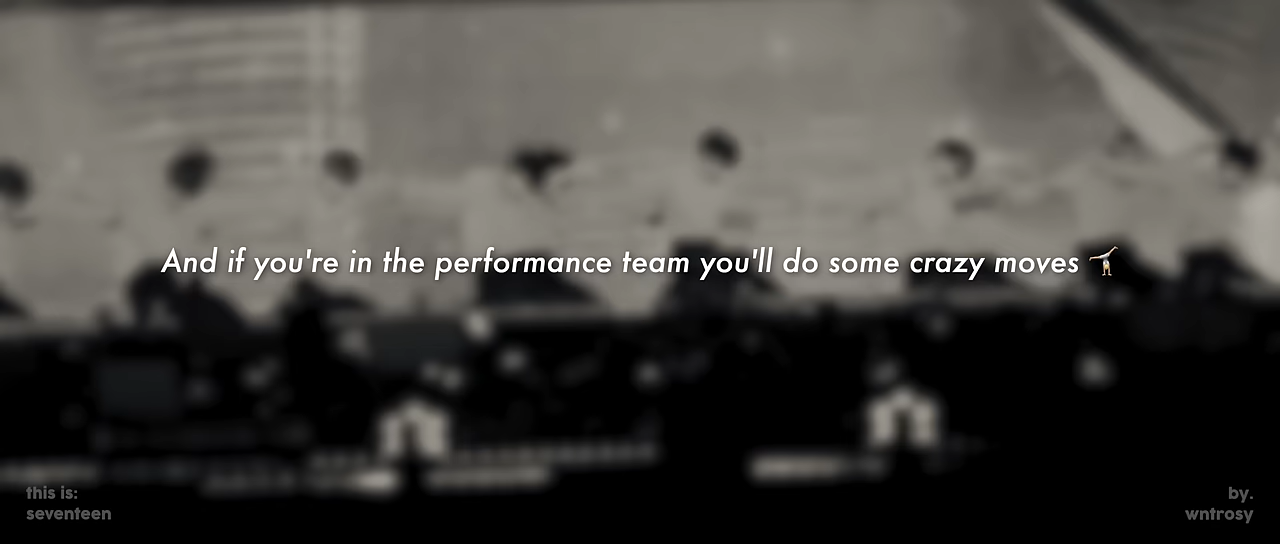 And if you're in the performance team you'll do some crazy moves 🤸
this is:
seventeen
by.
wntrosy